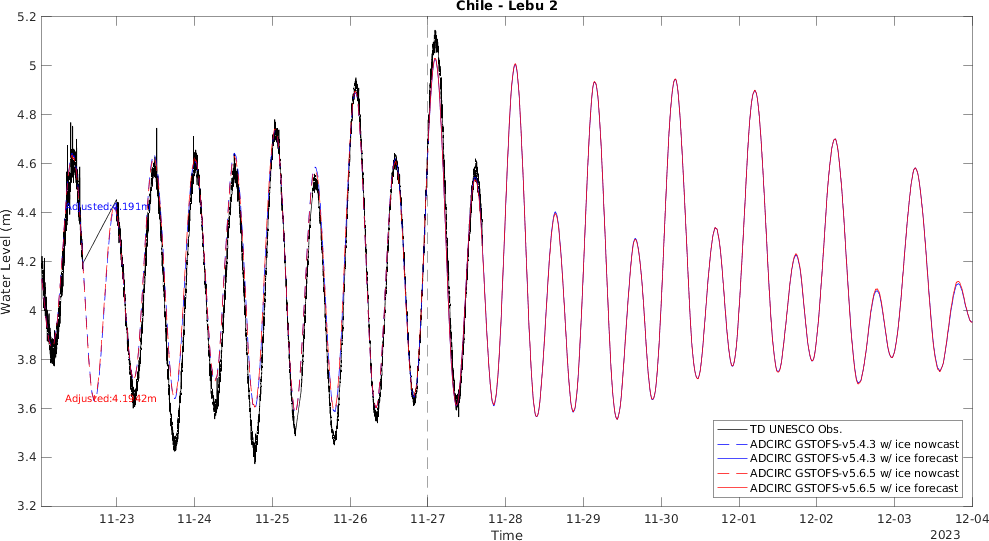 Chile - Lebu 2
5.2
5
4.8
4.6
4.4
4.2
4
3.8
3.6
3.4
3.2
Water Level (m)
Adjusted:4.191m
Adjusted:4.1942m
TD UNESCO Obs.
ADCIRC GSTOFS-v5.4.3 w/ ice nowcast
ADCIRC GSTOFS-v5.4.3 w/ ice forecast
ADCIRC GSTOFS-v5.6.5 w/ ice nowcast
ADCIRC GSTOFS-v5.6.5 w/ ice forecast
11-23 11-24 11-25 11-26 11-27 11-28 11-29 11-30 12-01 12-02 12-03 12-04
Time 2023